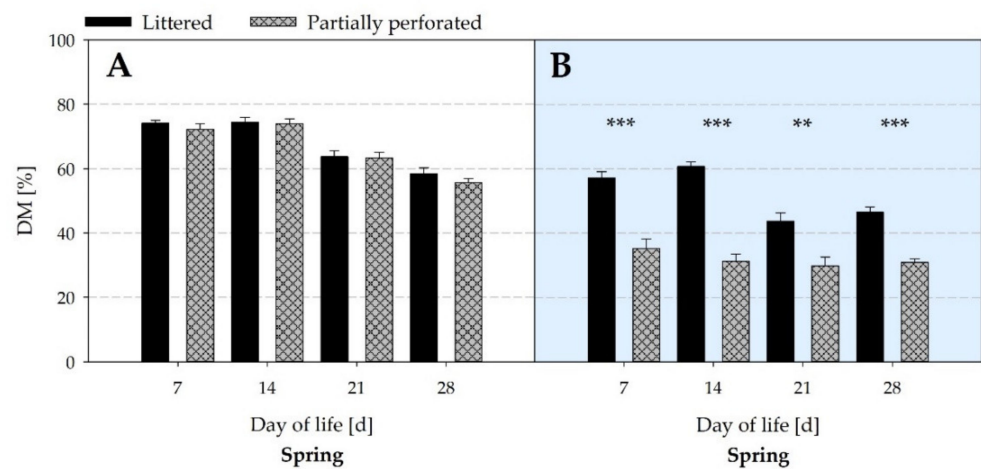 Littered Partially perforated
100
80
60
40
20
0
DM [%]
A
B
*** *** ** ***
7 14 21 28
7 14 21 28
Day of life [d]
Day of life [d]
Spring
Spring